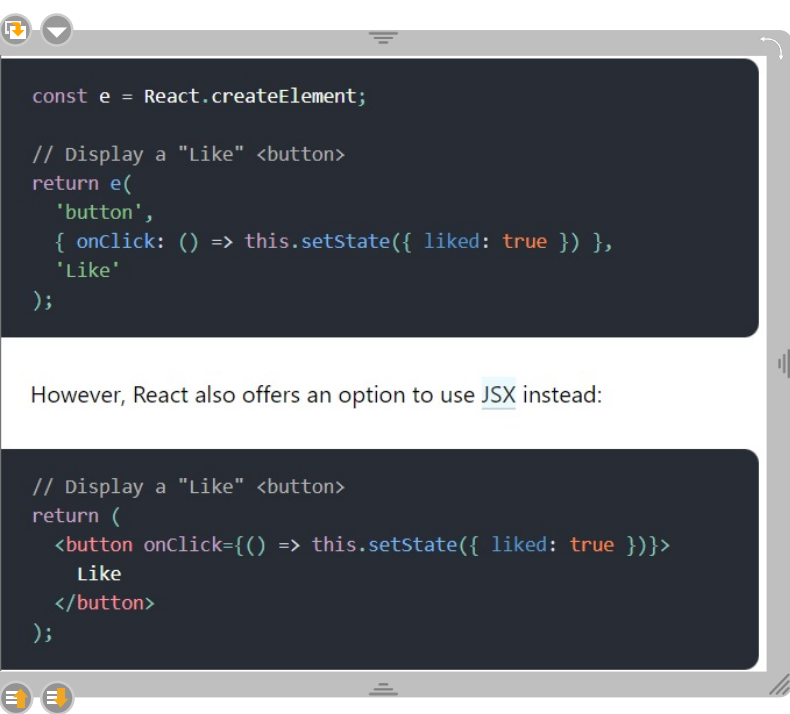 const e = React.createElement;
// Display a "Like" <button>
return e(
'button',
{ onClick: () => this.setState({ liked: true }) },
'Like'
);
However, React also offers an option to use JSX instead:
// Display a "Like" <button>
return (
<button onClick={() => this.setState({ liked: true })}>
Like
</button>
);